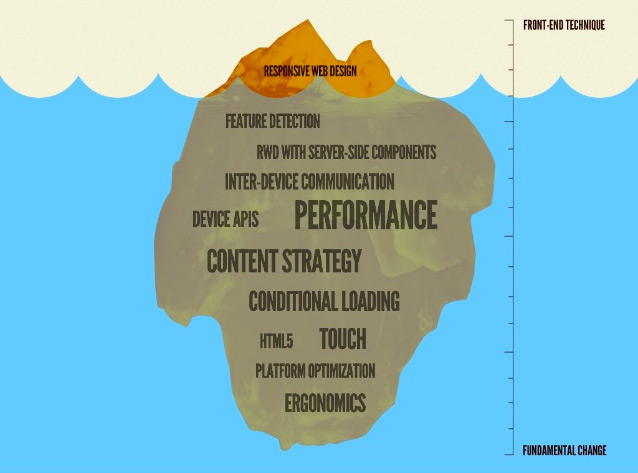 FRONT-END TECHNIQUE
RESPONSIVE WEB DESIGN
FEATURE DETECTION
RWD WITH SERVER-SIDE COMPONENTS
INTER-DEVICE COMMUNICATION
DEVICE APIS PERFORMANCE
CONTENT STRATEGY
CONDITIONAL LOADING
HTML5 TOUCH
PLATFORM OPTIMIZATION
ERGONOMICS
FUNDAMENTAL CHANGE